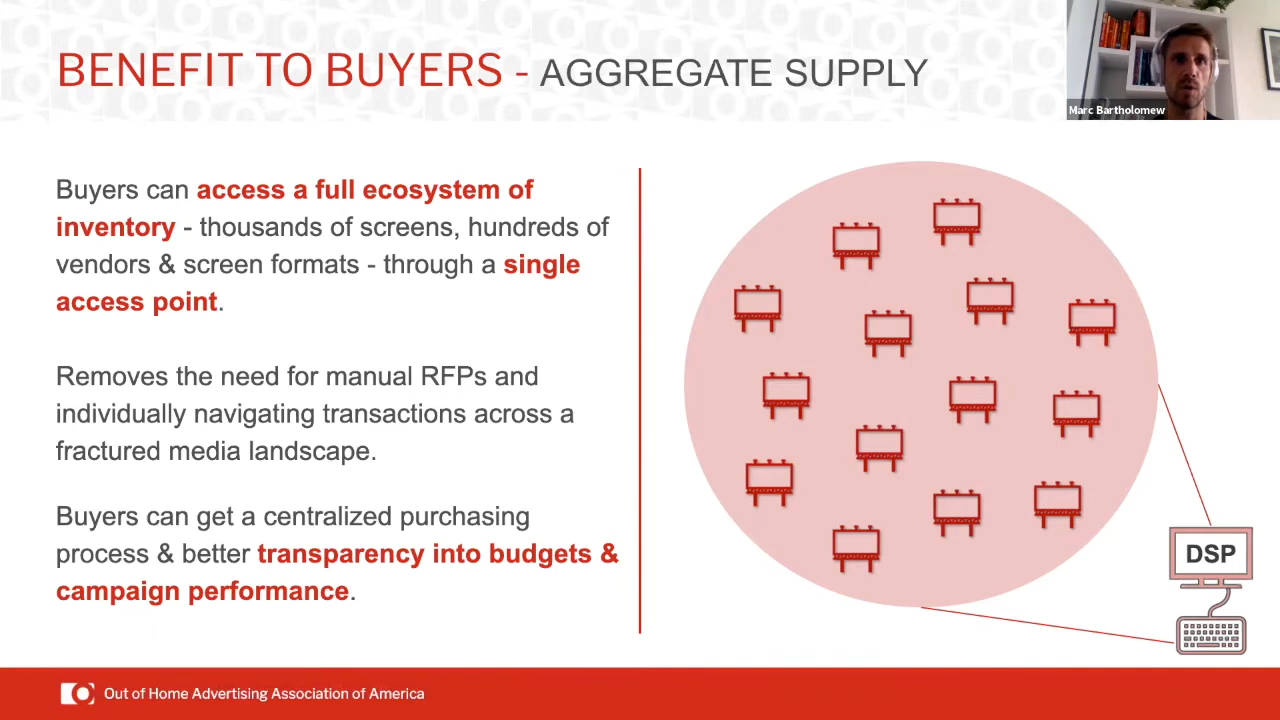 BENEFIT TO BUYERS - AGGREGATE SUPPLY
Marc Bartholomew
Buyers can access a full ecosystem of
inventory - thousands of screens, hundreds of
vendors & screen formats - through a single
access point.
Removes the need for manual RFPs and
individually navigating transactions across a
fractured media landscape.
Buyers can get a centralized purchasing
process & better transparency into budgets &
campaign performance.
DSP
Out of Home Advertising Association of America